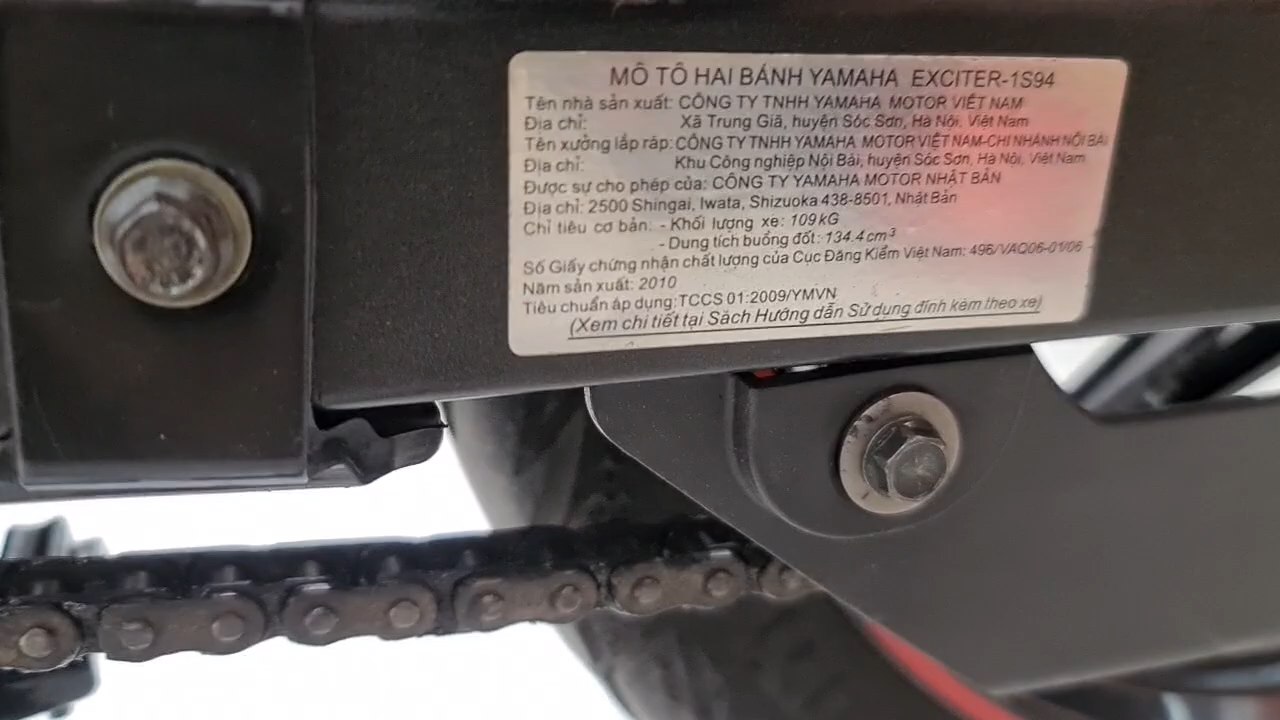 MÔ TÔ HAI BÁNH YAMAHA EXCITER-1S94
Tên nhà sản xuất: CÔNG TY TNHH YAMAHA MOTOR VIỆT NAM
Địa chỉ: Xã Trung Giã, huyện Sóc Sơn, Hà Nội, Việt Nam
Tên xưởng lắp ráp: CÔNG TY TNHH YAMAHA MOTOR VIỆT NAM-CHI NHÁNH NỘI BÀI
Địa chỉ: Khu Công nghiệp Nội Bài, huyện Sóc Sơn, Hà Nội, Việt Nam
Được sự cho phép của: CÔNG TY YAMAHA MOTOR NHẬT BẢN
Địa chỉ: 2500 Shingai, Iwata, Shizuoka 438-8501, Nhật Bản
Chỉ tiêu cơ bản: - Khối lượng xe: 109KG
- Dung tích buồng đốt: 134.4cm³
Số Giấy chứng nhận chất lượng của Cục Đăng Kiểm Việt Nam: 496/VAQ06-01/06 -
Năm sản xuất: 2010
Tiêu chuẩn áp dụng: TCCS 01:2009/YMVN
(Xem chi tiết tại Sách Hướng dẫn Sử dụng đính kèm theo xe)